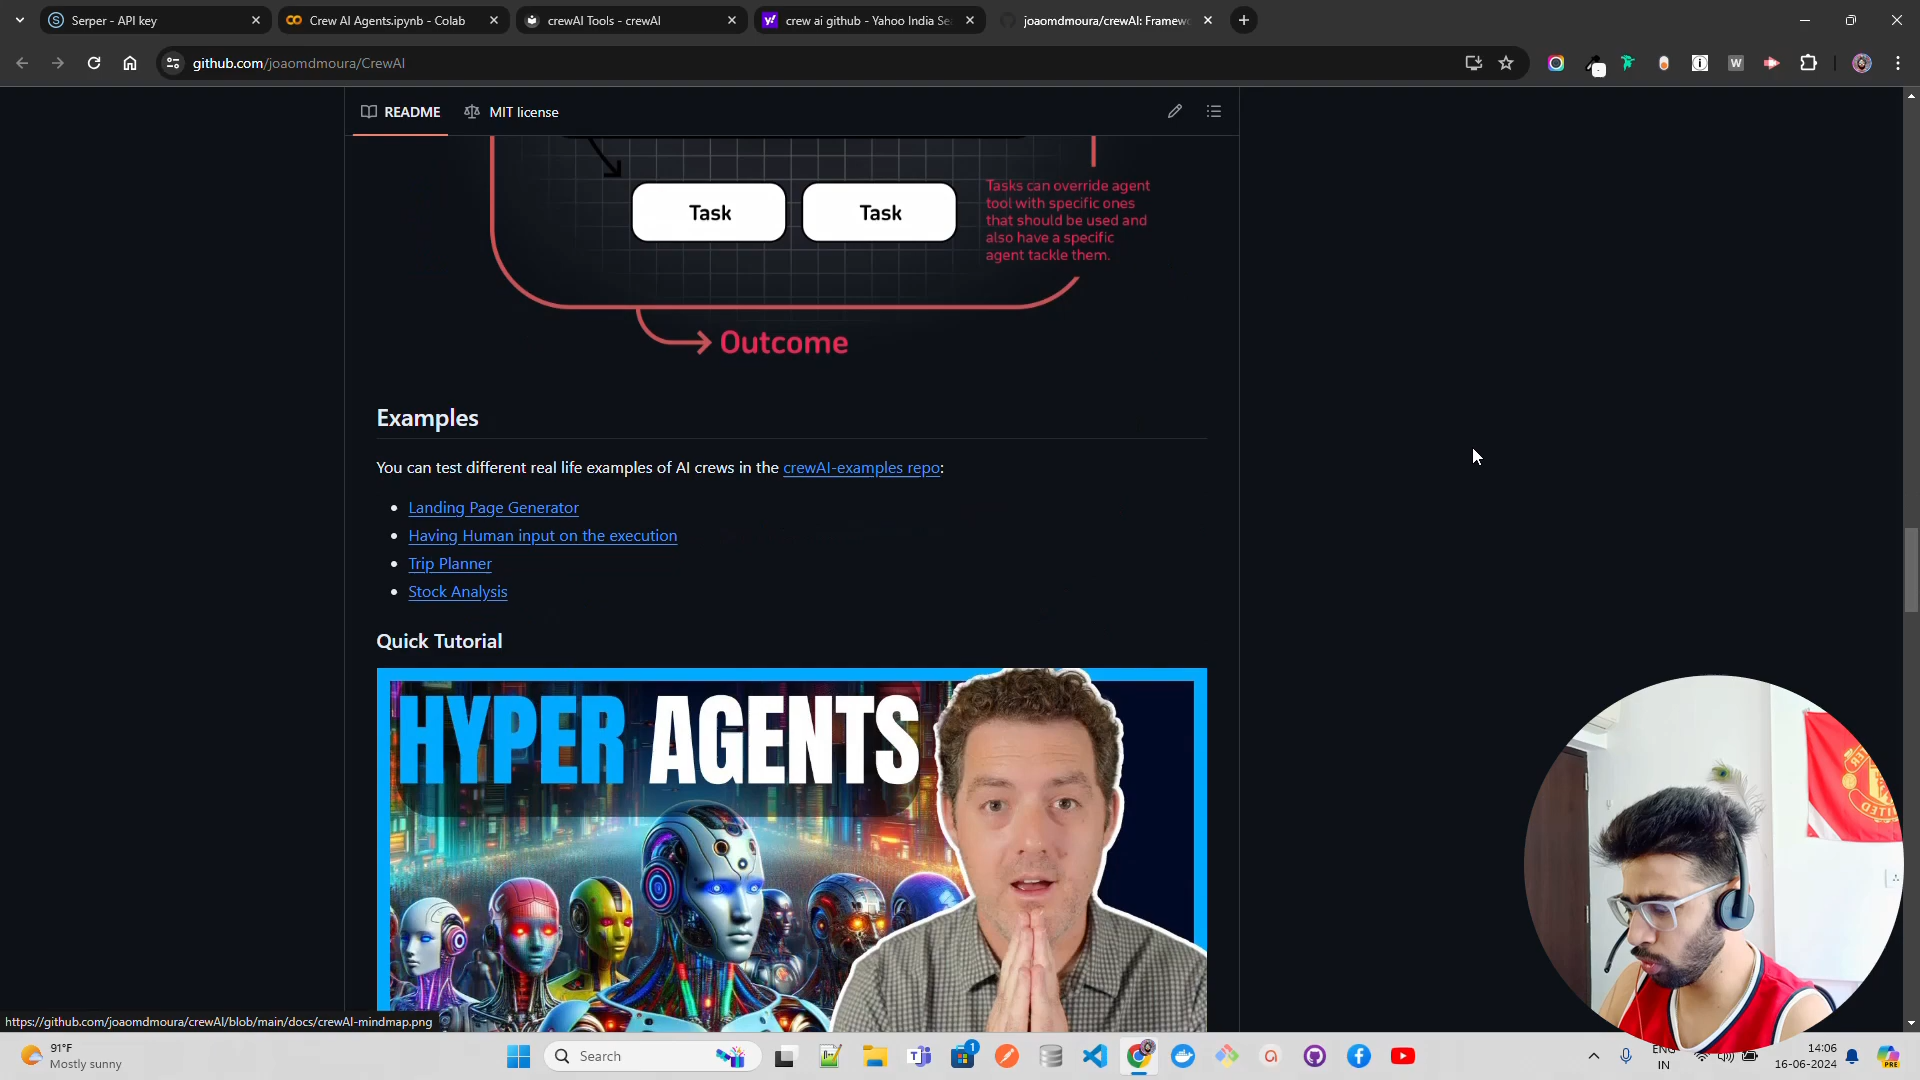 Serper - API key
Crew AI Agents.ipynb - Colab
crewAI Tools - crewAI
crew ai github - Yahoo India Se
joaomdmoura/crewAI: Framew
github.com/joaomdmoura/CrewAI
README
MIT license
Task
Task
Tasks can override agent
tool with specific ones
that should be used and
also have a specific
agent tackle them.
Outcome
Examples
You can test different real life examples of AI crews in the crewAI-examples repo:
Landing Page Generator
Having Human input on the execution
Trip Planner
Stock Analysis
Quick Tutorial
HYPER AGENTS
https://github.com/joaomdmoura/crewAI/blob/main/docs/crewAI-mindmap.png
91°F
Mostly sunny
Search
1
ENG
IN
14:06
16-06-2024
PRE